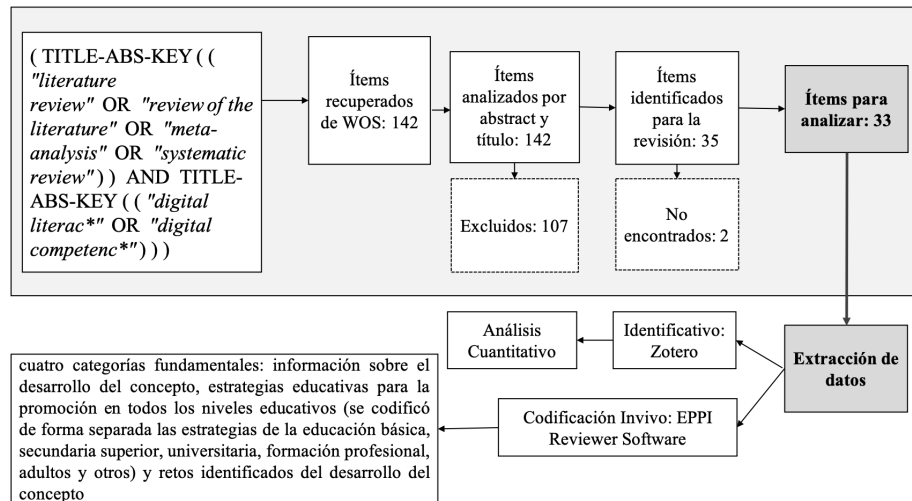 ( TITLE-ABS-KEY ( (
"literature
review" OR "review of the
literature" OR "meta-
analysis" OR "systematic
review" ) ) AND TITLE-
ABS-KEY ( ( "digital
literac*" OR "digital
competenc*" ) ) )
Ítems
recuperados
de WOS: 142
Ítems
analizados por
abstract y
título: 142
Excluidos: 107
Ítems
identificados
para la
revisión: 35
No
encontrados: 2
Ítems para
analizar: 33
Extracción de
datos
Identificativo:
Zotero
Análisis
Cuantitativo
Codificación Invivo: EPPI
Reviewer Software
cuatro categorías fundamentales: información sobre el
desarrollo del concepto, estrategias educativas para la
promoción en todos los niveles educativos (se codificó
de forma separada las estrategias de la educación básica,
secundaria superior, universitaria, formación profesional,
adultos y otros) y retos identificados del desarrollo del
concepto